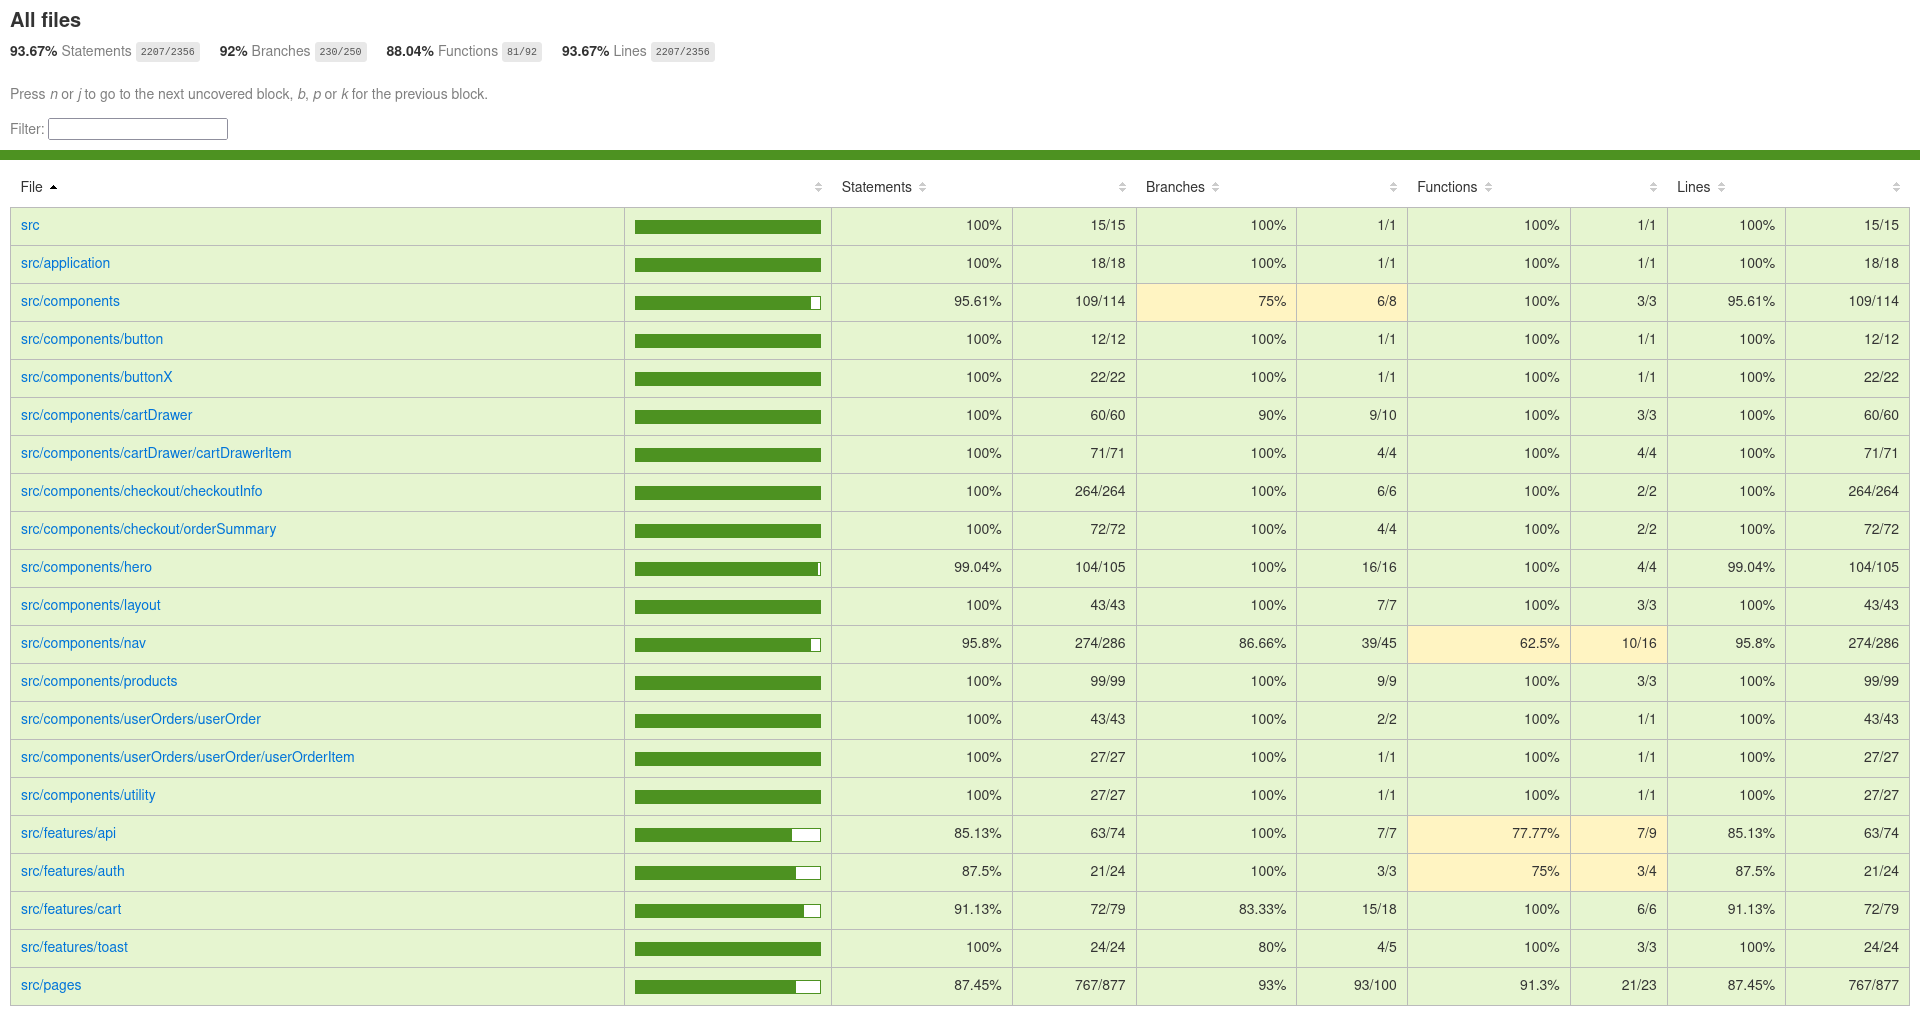 All files
93.67% Statements 2207/2356 92% Branches 230/250 88.04% Functions 81/92 93.67% Lines 2207/2356
Press n or j to go to the next uncovered block, b, p or k for the previous block.
Filter:
File Statements Branches Functions Lines
src 100% 15/15 100% 1/1 100% 1/1 100% 15/15
src/application 100% 18/18 100% 1/1 100% 1/1 100% 18/18
src/components 95.61% 109/114 75% 6/8 100% 3/3 95.61% 109/114
src/components/button 100% 12/12 100% 1/1 100% 1/1 100% 12/12
src/components/buttonX 100% 22/22 100% 1/1 100% 1/1 100% 22/22
src/components/cartDrawer 100% 60/60 90% 9/10 100% 3/3 100% 60/60
src/components/cartDrawer/cartDrawerItem 100% 71/71 100% 4/4 100% 4/4 100% 71/71
src/components/checkout/checkoutInfo 100% 264/264 100% 6/6 100% 2/2 100% 264/264
src/components/checkout/orderSummary 100% 72/72 100% 4/4 100% 2/2 100% 72/72
src/components/hero 99.04% 104/105 100% 16/16 100% 4/4 99.04% 104/105
src/components/layout 100% 43/43 100% 7/7 100% 3/3 100% 43/43
src/components/nav 95.8% 274/286 86.66% 39/45 62.5% 10/16 95.8% 274/286
src/components/products 100% 99/99 100% 9/9 100% 3/3 100% 99/99
src/components/userOrders/userOrder 100% 43/43 100% 2/2 100% 1/1 100% 43/43
src/components/userOrders/userOrder/userOrderItem 100% 27/27 100% 1/1 100% 1/1 100% 27/27
src/components/utility 100% 27/27 100% 1/1 100% 1/1 100% 27/27
src/features/api 85.13% 63/74 100% 7/7 77.77% 7/9 85.13% 63/74
src/features/auth 87.5% 21/24 100% 3/3 75% 3/4 87.5% 21/24
src/features/cart 91.13% 72/79 83.33% 15/18 100% 6/6 91.13% 72/79
src/features/toast 100% 24/24 80% 4/5 100% 3/3 100% 24/24
src/pages 87.45% 767/877 93% 93/100 91.3% 21/23 87.45% 767/877